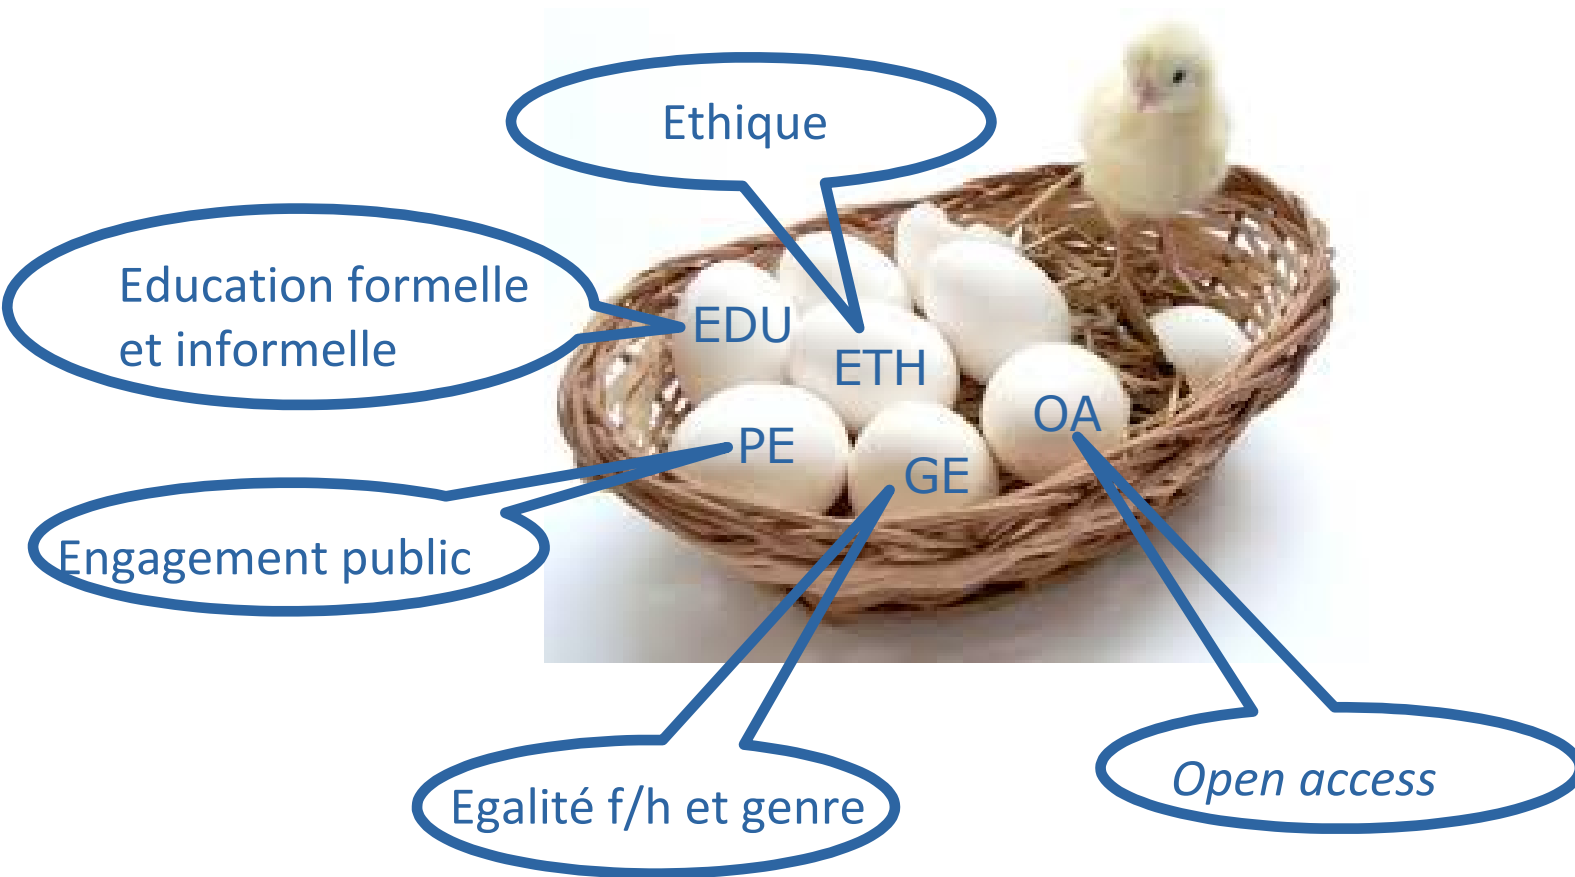 Ethique
Education formelle
et informelle
EDU
ETH
OA
PE
GE
Engagement public
Open access
Egalité f/h et genre